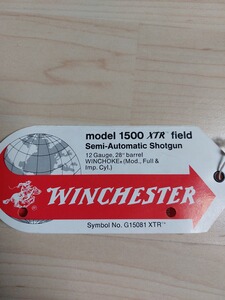 model 1500 XTR field
Semi-Automatic Shotgun
12 Gauge, 28" barrel
WINCHOKE® (Mod., Full &
Imp. Cyl.)
WINCHESTER
Symbol No. G15081 XTR™